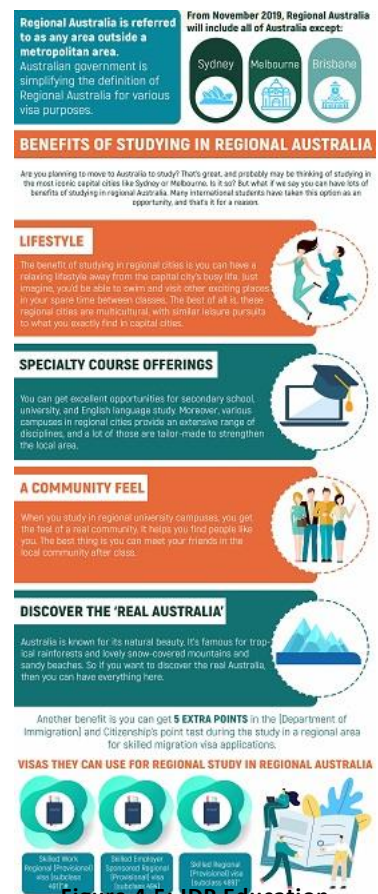 Regional Australia is referred
to as any area outside a
metropolitan area.
Australian government is
simplifying the definition of
Regional Australia for various
visa purposes.
From November 2019, Regional Australia
will include all of Australia except:
Sydney
Melbourne
Brisbane
BENEFITS OF STUDYING IN REGIONAL AUSTRALIA
Are you planning to move to Australia to study? That's great, and probably may be thinking of studying in
the most iconic capital cities like Sydney or Melbourne. Is it so? But what if we say you can have lots of
benefits of studying in regional Australia. Many international students have taken this option as an
opportunity, and that's it for a reason.
LIFESTYLE
The benefit of studying in regional cities is you can have a
relaxing lifestyle away from the capital city's busy life. Just
imagine, you'd be able to swim and visit other exciting places
in your spare time between classes. The best of all is, these
regional cities are multicultural, with similar leisure pursuits
to what you exactly find in capital cities.
SPECIALTY COURSE OFFERINGS
You can get excellent opportunities for secondary school,
university, and English language study. Moreover, various
campuses in regional cities provide an extensive range of
disciplines, and a lot of those are tailor-made to strengthen
the local area.
A COMMUNITY FEEL
When you study in regional university campuses, you get
the feel of a real community. It helps you find people like
you. The best thing is you can meet your friends in the
local community after class.
DISCOVER THE 'REAL AUSTRALIA'
Australia is known for its natural beauty. It's famous for trop-
ical rainforests and lovely snow-covered mountains and
sandy beaches. So if you want to discover the real Australia,
then you can have everything here.
Another benefit is you can get 5 EXTRA POINTS in the [Department of
Immigration] and Citizenship's point test during the study in a regional area
for skilled migration visa applications.
VISAS THEY CAN USE FOR REGIONAL STUDY IN REGIONAL AUSTRALIA
Skilled Work
Regional (Provisional)
visa (subclass
491)
Skilled Employer
Sponsored Regional
(Provisional) visa
(subclass 494)
Skilled Regional
(Provisional) visa
(subclass 489)
IDP Education